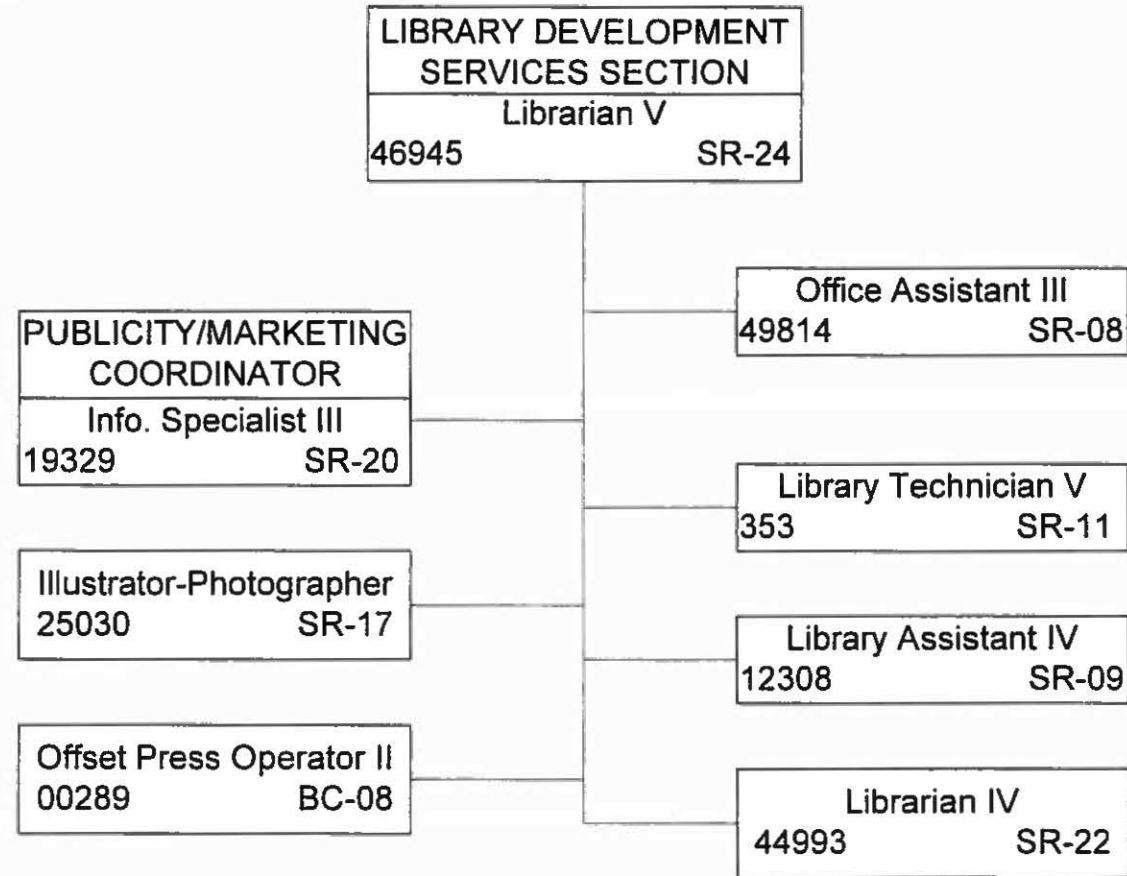 LIBRARY DEVELOPMENT
SERVICES SECTION
Librarian V
46945 SR-24
PUBLICITY/MARKETING
COORDINATOR
Info. Specialist III
19329 SR-20
Illustrator-Photographer
25030 SR-17
Offset Press Operator II
00289 BC-08
Office Assistant III
49814 SR-08
Library Technician V
353 SR-11
Library Assistant IV
12308 SR-09
Librarian IV
44993 SR-22